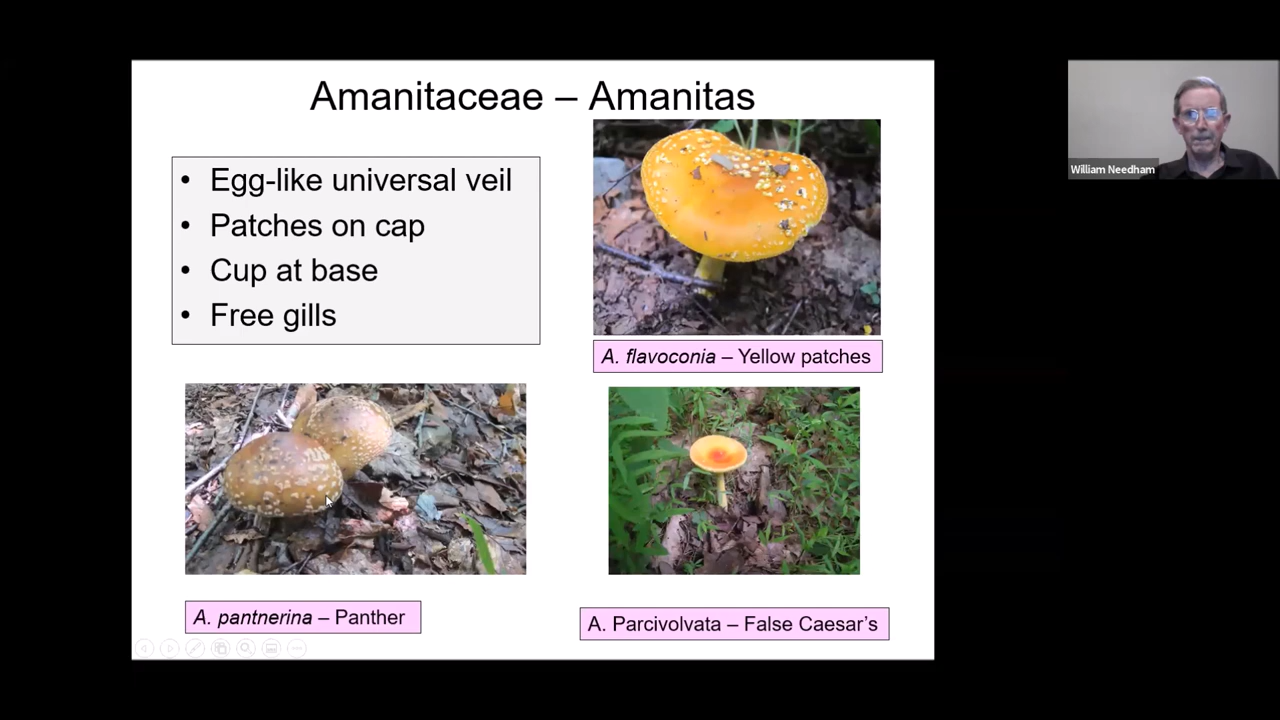 Amanitaceae – Amanitas
• Egg-like universal veil
• Patches on cap
• Cup at base
• Free gills
A. flavoconia – Yellow patches
A. pantnerina – Panther
A. Parcivolvata – False Caesar’s
William Needham